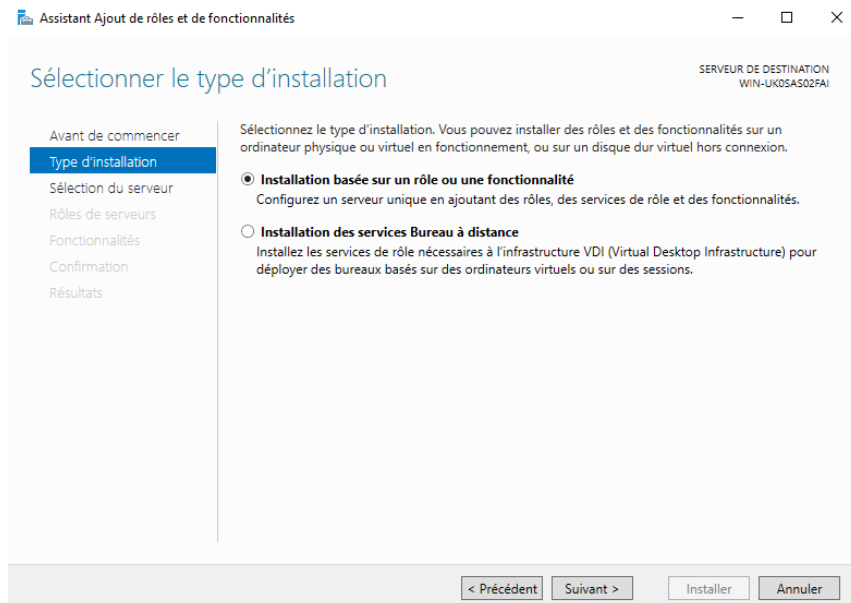 Assistant Ajout de rôles et de fonctionnalités
Sélectionner le type d'installation
SERVEUR DE DESTINATION
WIN-UK0SAS02FAI
Avant de commencer
Type d'installation
Sélection du serveur
Rôles de serveurs
Fonctionnalités
Confirmation
Résultats
Sélectionnez le type d'installation. Vous pouvez installer des rôles et des fonctionnalités sur un
ordinateur physique ou virtuel en fonctionnement, ou sur un disque dur virtuel hors connexion.
Installation basée sur un rôle ou une fonctionnalité
Configurez un serveur unique en ajoutant des rôles, des services de rôle et des fonctionnalités.
Installation des services Bureau à distance
Installez les services de rôle nécessaires à l'infrastructure VDI (Virtual Desktop Infrastructure) pour
déployer des bureaux basés sur des ordinateurs virtuels ou sur des sessions.
< Précédent
Suivant >
Installer
Annuler